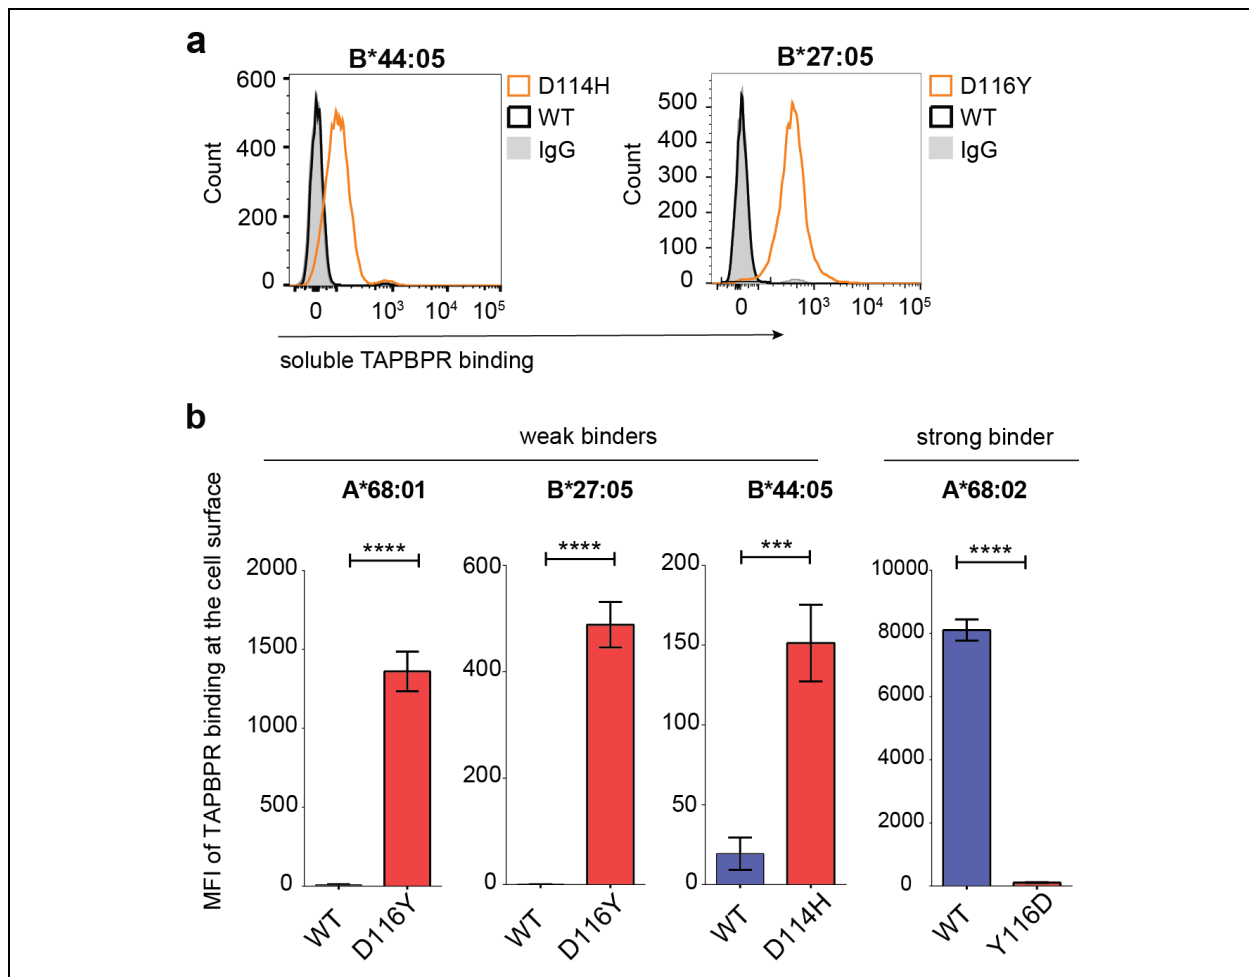 a
B*44:05
600
400
200
0
Count
0 10³ 10⁴ 10⁵
D114H
WT
IgG
B*27:05
500
400
300
200
100
0
Count
0 10³ 10⁴ 10⁵
D116Y
WT
IgG
soluble TAPBPR binding
b
weak binders
strong binder
MFI of TAPBPR binding at the cell surface
A*68:01
****
2000
1500
1000
500
0
WT D116Y
B*27:05
****
600
400
200
0
WT D116Y
B*44:05
***
200
150
100
50
0
WT D114H
A*68:02
****
10000
8000
6000
4000
2000
0
WT Y116D